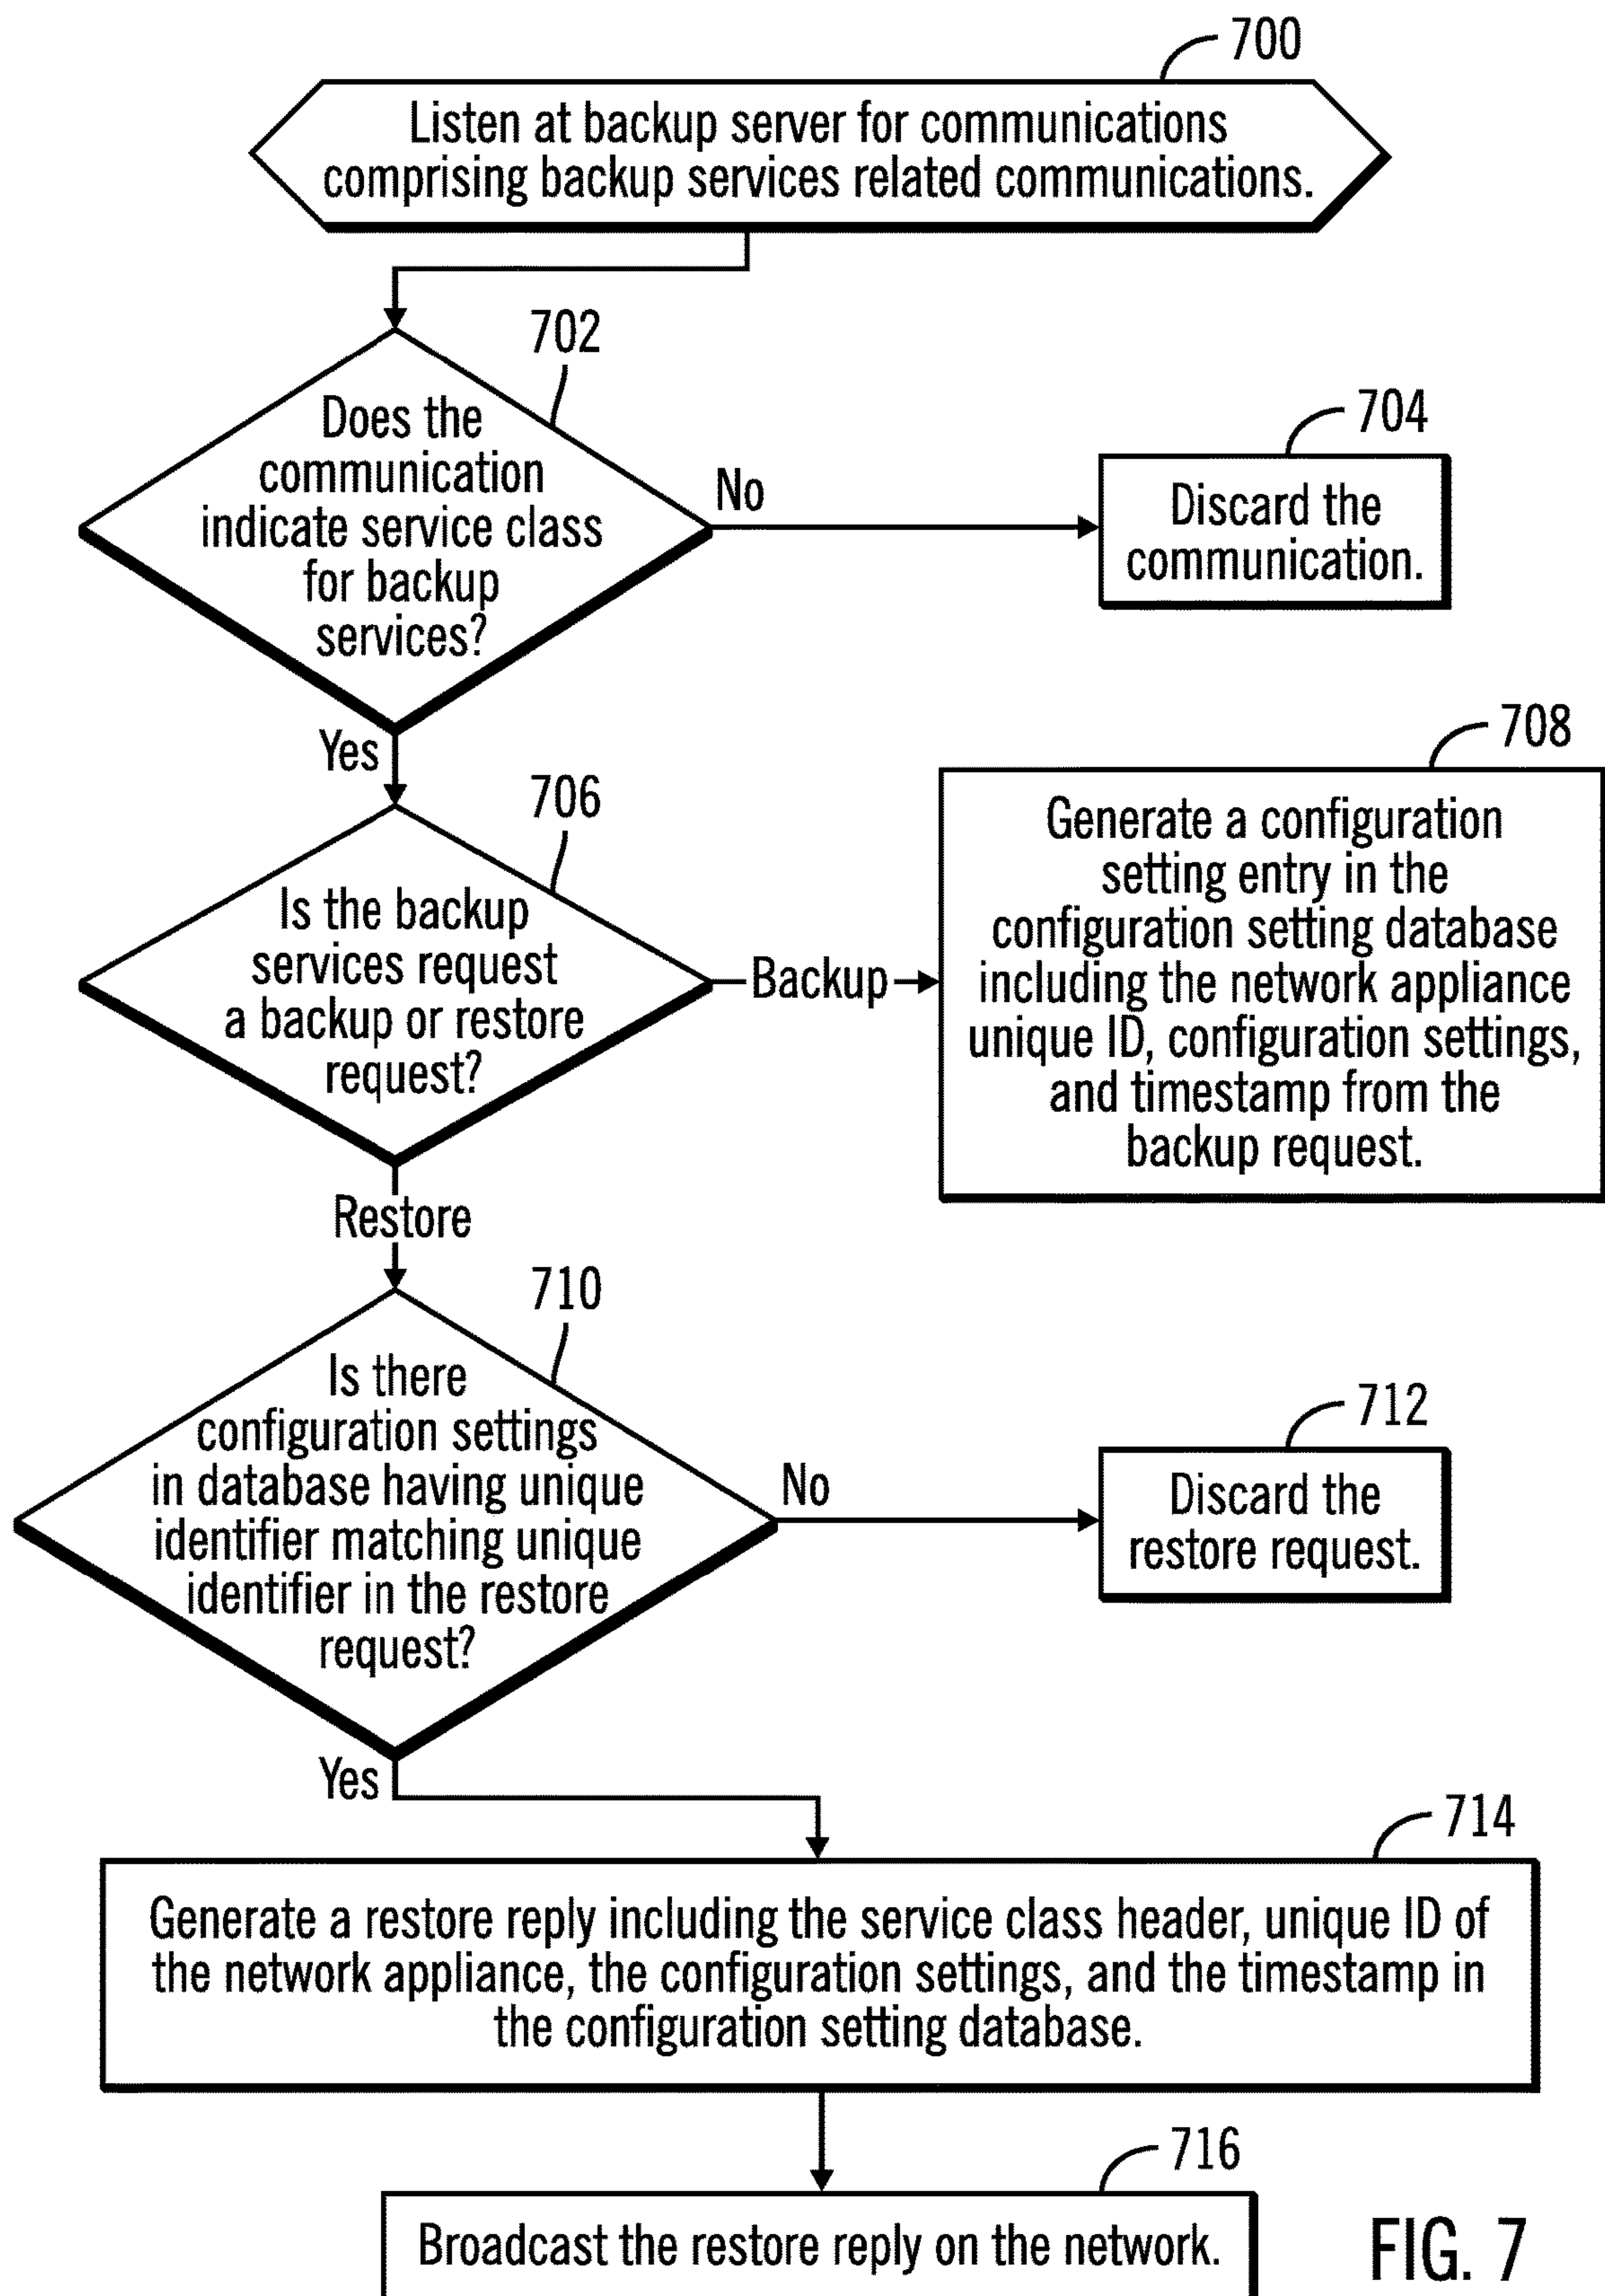 700
Listen at backup server for communications
comprising backup services related communications.
702
Does the
communication
indicate service class
for backup
services?
No
704
Discard the
communication.
Yes
706
Is the backup
services request
a backup or restore
request?
Backup
708
Generate a configuration
setting entry in the
configuration setting database
including the network appliance
unique ID, configuration settings,
and timestamp from the
backup request.
Restore
710
Is there
configuration settings
in database having unique
identifier matching unique
identifier in the restore
request?
No
712
Discard the
restore request.
Yes
714
Generate a restore reply including the service class header, unique ID of
the network appliance, the configuration settings, and the timestamp in
the configuration setting database.
716
Broadcast the restore reply on the network.
FIG. 7